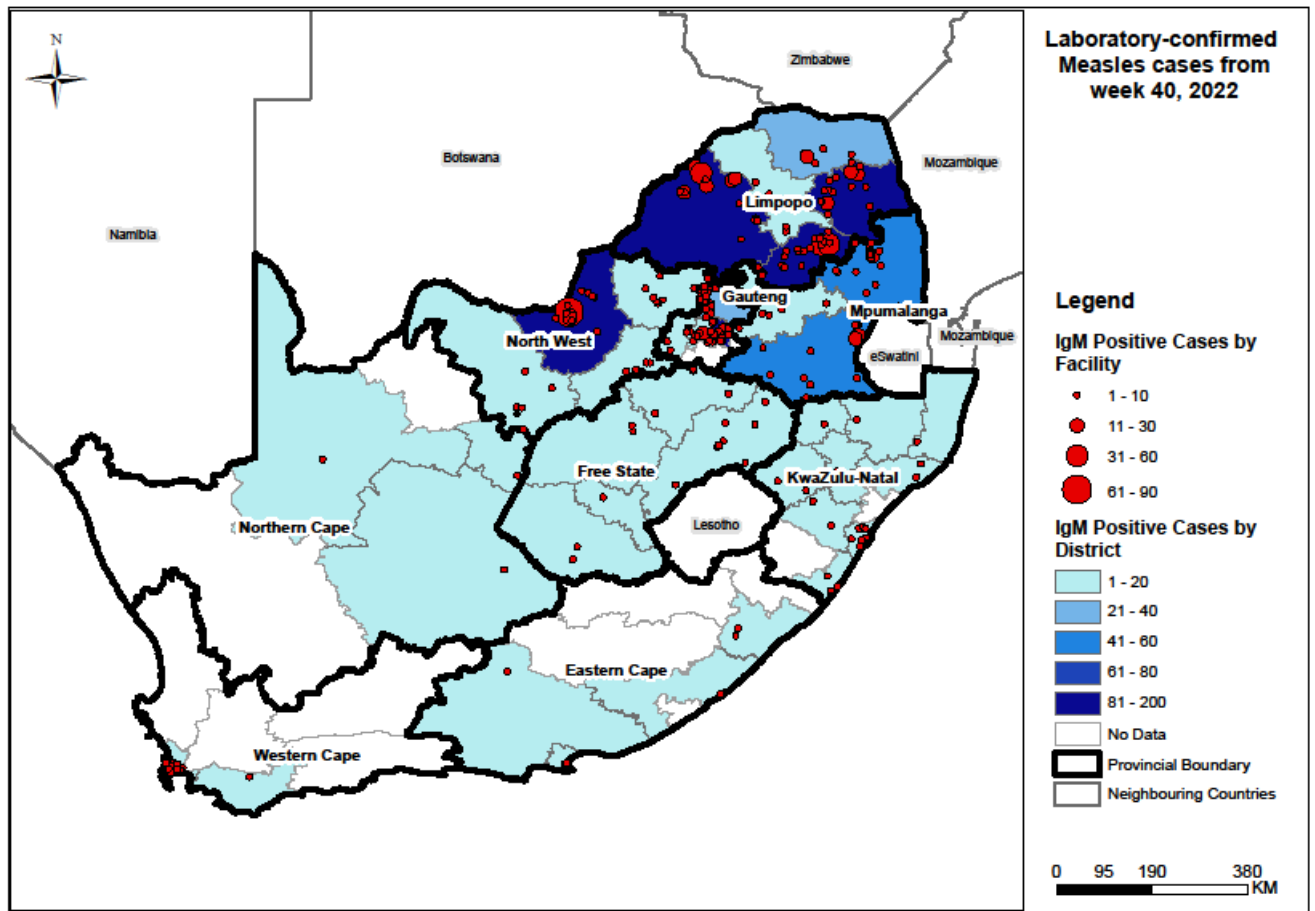 N
Zimbabwe
Botswana
Mozambique
Namibia
Limpopo
Gauteng
Mpumalanga
North West
Mozambique
eSwatini
Free State
KwaZulu-Natal
Northern Cape
Lesotho
Eastern Cape
Western Cape
Laboratory-confirmed
Measles cases from
week 40, 2022
Legend
IgM Positive Cases by
Facility
1 - 10
11 - 30
31 - 60
61 - 90
IgM Positive Cases by
District
1 - 20
21 - 40
41 - 60
61 - 80
81 - 200
No Data
Provincial Boundary
Neighbouring Countries
0 95 190 380
KM